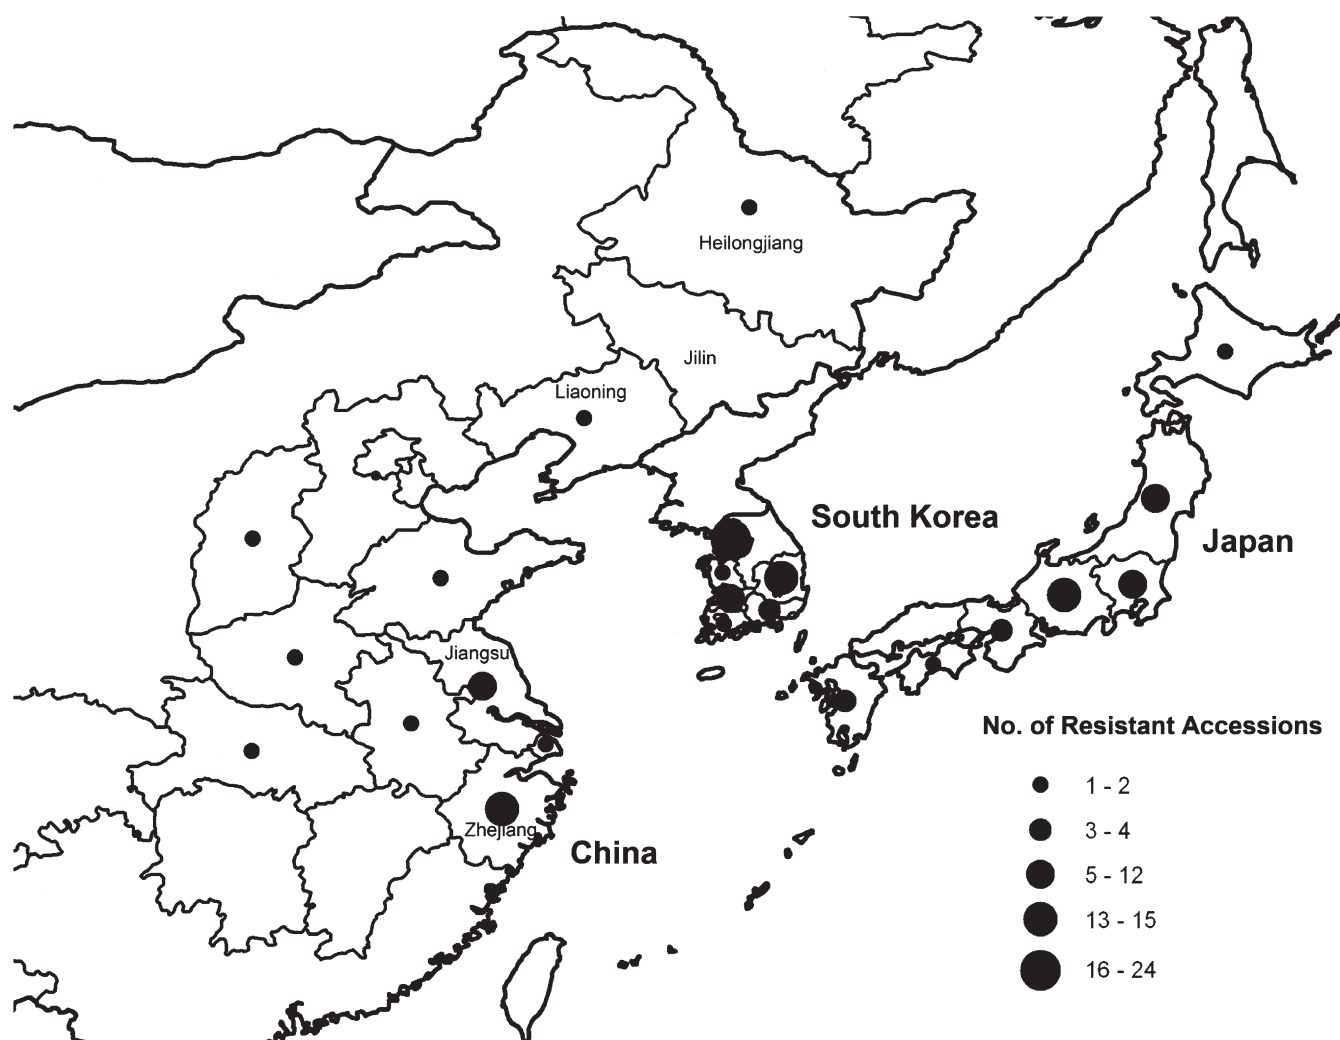 Heilongjiang
Jilin
Liaoning
South Korea
Japan
Jiangsu
No. of Resistant Accessions
1 - 2
3 - 4
5 - 12
13 - 15
16 - 24
Zhejiang
China